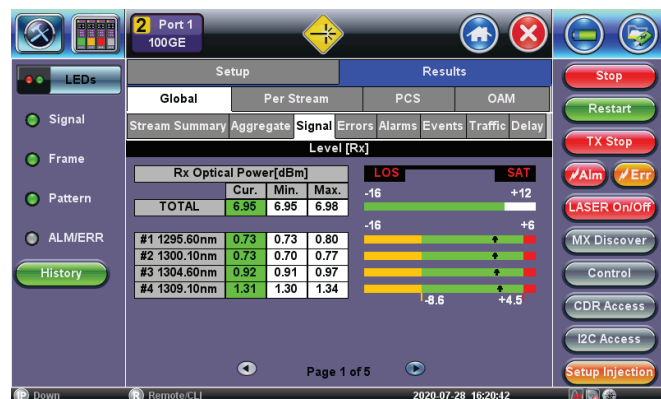 2 Port 1
100GE
LEDs
Signal
Frame
Pattern
ALM/ERR
History
Setup Results
Global Per Stream PCS OAM
Stream Summary Aggregate Signal Errors Alarms Events Traffic Delay
Level [Rx]
Rx Optical Power[dBm] LOS SAT
Cur. Min. Max. -16 +12
TOTAL 6.95 6.95 6.98
-16 +6
#1 1295.60nm 0.73 0.73 0.80
#2 1300.10nm 0.73 0.70 0.77
#3 1304.60nm 0.92 0.91 0.97
#4 1309.10nm 1.31 1.30 1.34
-8.6 +4.5
Page 1 of 5
Stop
Restart
TX Stop
Alm Err
LASER On/Off
MX Discover
Control
CDR Access
I2C Access
Setup Injection
IP Down R Remote/CLI 2020-07-28 16:20:42